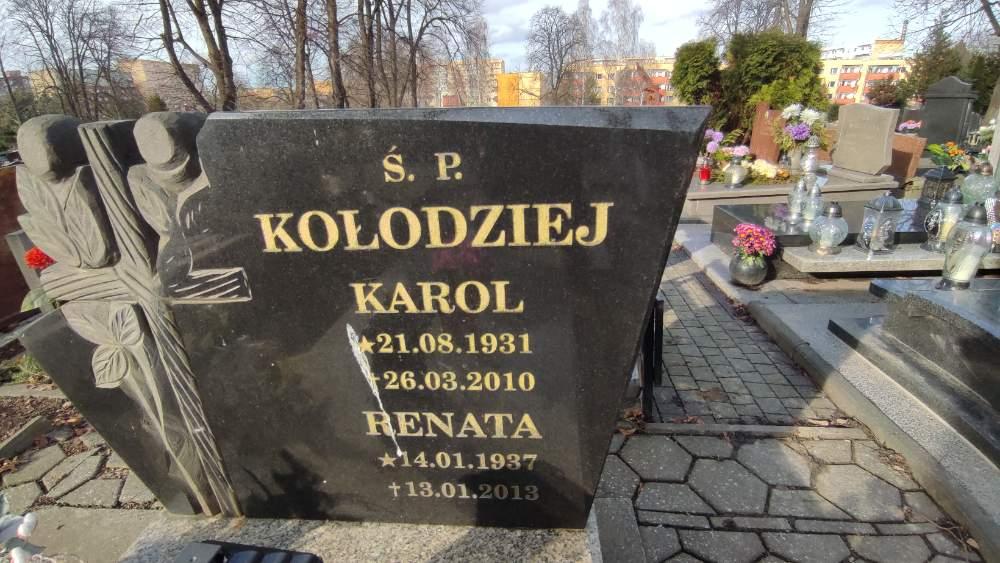 Ś. P.
KOŁODZIEJ
KAROL
★21.08.1931
†26.03.2010
RENATA
★14.01.1937
†13.01.2013